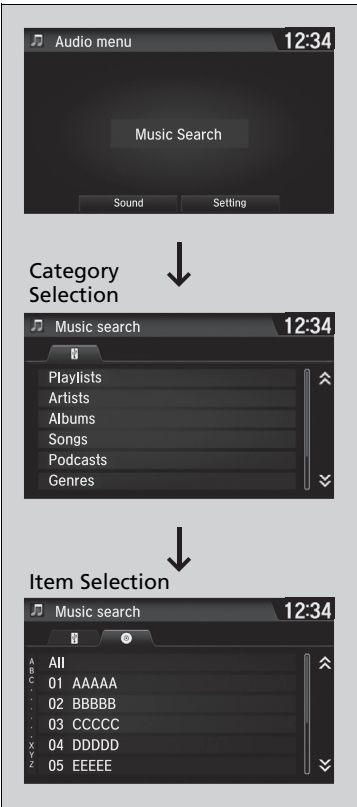 Audio menu 12:34
Music Search
Sound Setting
Category
Selection
Music search 12:34
Playlists
Artists
Albums
Songs
Podcasts
Genres
Item Selection
Music search 12:34
A
B
C
.
.
.
.
X
Y
Z
All
01 AAAAA
02 BBBBB
03 CCCCC
04 DDDDD
05 EEEEE